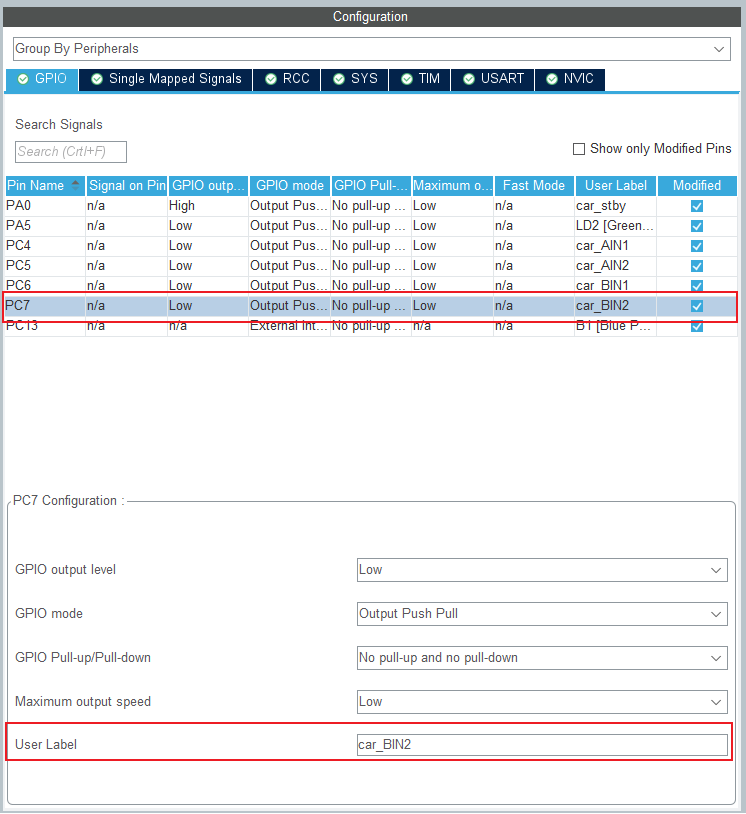 Configuration
Group By Peripherals
GPIO Single Mapped Signals RCC SYS TIM USART NVIC
Search Signals
Search (Crtl+F)
Show only Modified Pins
Pin Name Signal on Pin GPIO outp... GPIO mode GPIO Pull-... Maximum o... Fast Mode User Label Modified
PA0 n/a High Output Pus... No pull-up ... Low n/a car_stby
PA5 n/a Low Output Pus... No pull-up ... Low n/a LD2 [Green...
PC4 n/a Low Output Pus... No pull-up ... Low n/a car_AIN1
PC5 n/a Low Output Pus... No pull-up ... Low n/a car_AIN2
PC6 n/a Low Output Pus... No pull-up ... Low n/a car_BIN1
PC7 n/a Low Output Pus... No pull-up ... Low n/a car_BIN2
PC13 n/a n/a External Int... No pull-up ... n/a n/a B1 [Blue P...
PC7 Configuration :
GPIO output level Low
GPIO mode Output Push Pull
GPIO Pull-up/Pull-down No pull-up and no pull-down
Maximum output speed Low
User Label car_BIN2